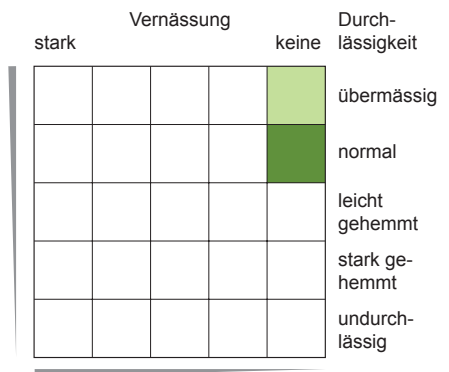 Vernässung
stark
keine
Durch-
lässigkeit
übermässig
normal
leicht
gehemmt
stark ge-
hemmt
undurch-
lässig